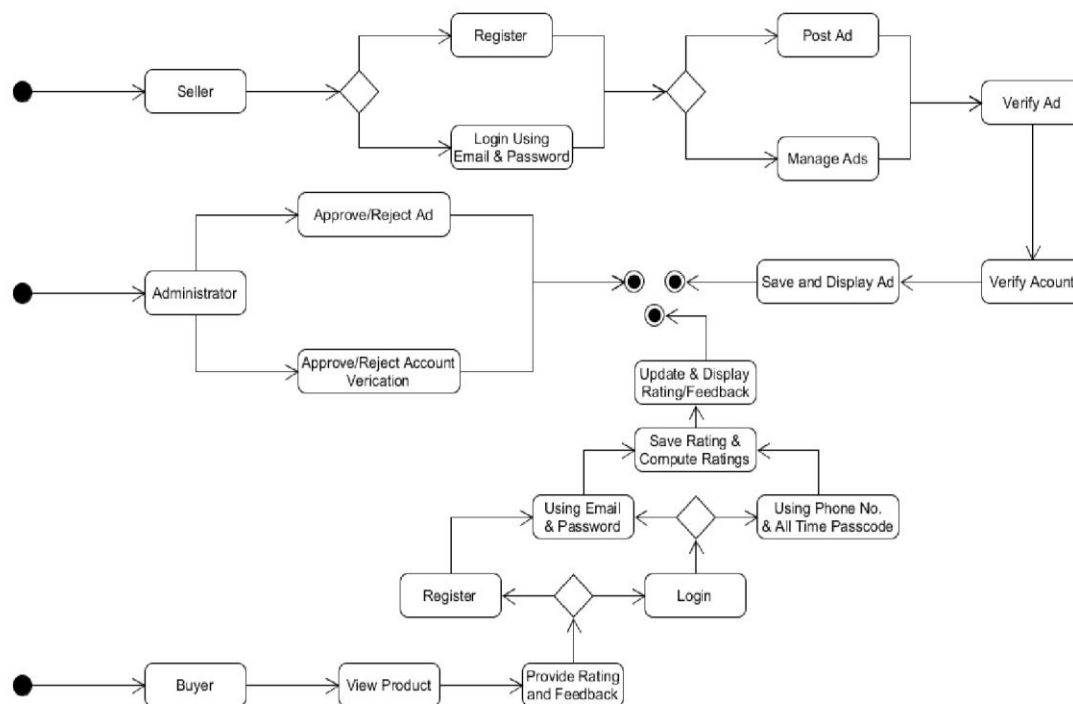 Register
Post Ad
Seller
Verify Ad
Login Using
Email & Password
Manage Ads
Approve/Reject Ad
Administrator
Save and Display Ad
Verify Acount
Approve/Reject Account
Verication
Update & Display
Rating/Feedback
Save Rating &
Compute Ratings
Using Email
& Password
Using Phone No.
& All Time Passcode
Register
Login
Buyer
View Product
Provide Rating
and Feedback